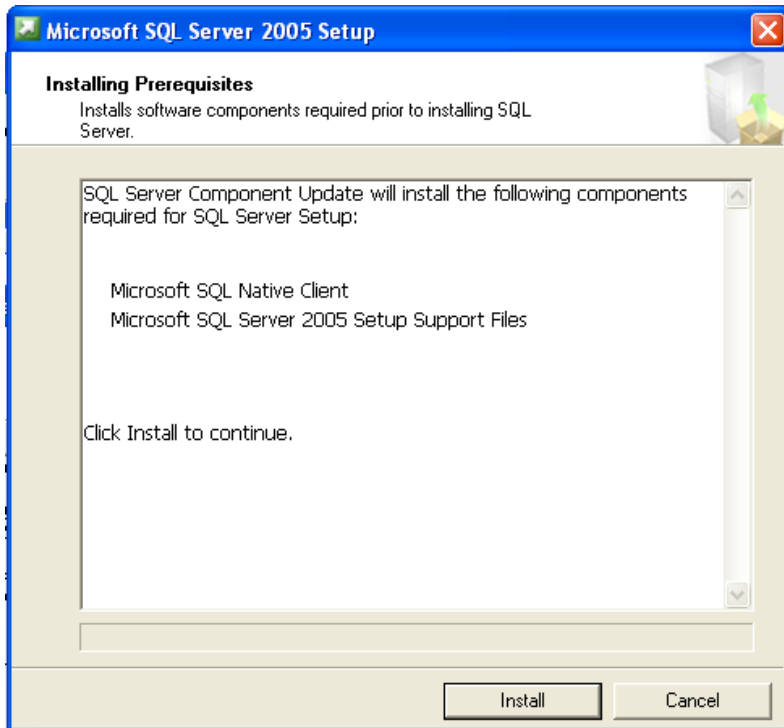 Microsoft SQL Server 2005 Setup
Installing Prerequisites
Installs software components required prior to installing SQL
Server.
SQL Server Component Update will install the following components
required for SQL Server Setup:
Microsoft SQL Native Client
Microsoft SQL Server 2005 Setup Support Files
Click Install to continue.
Install
Cancel